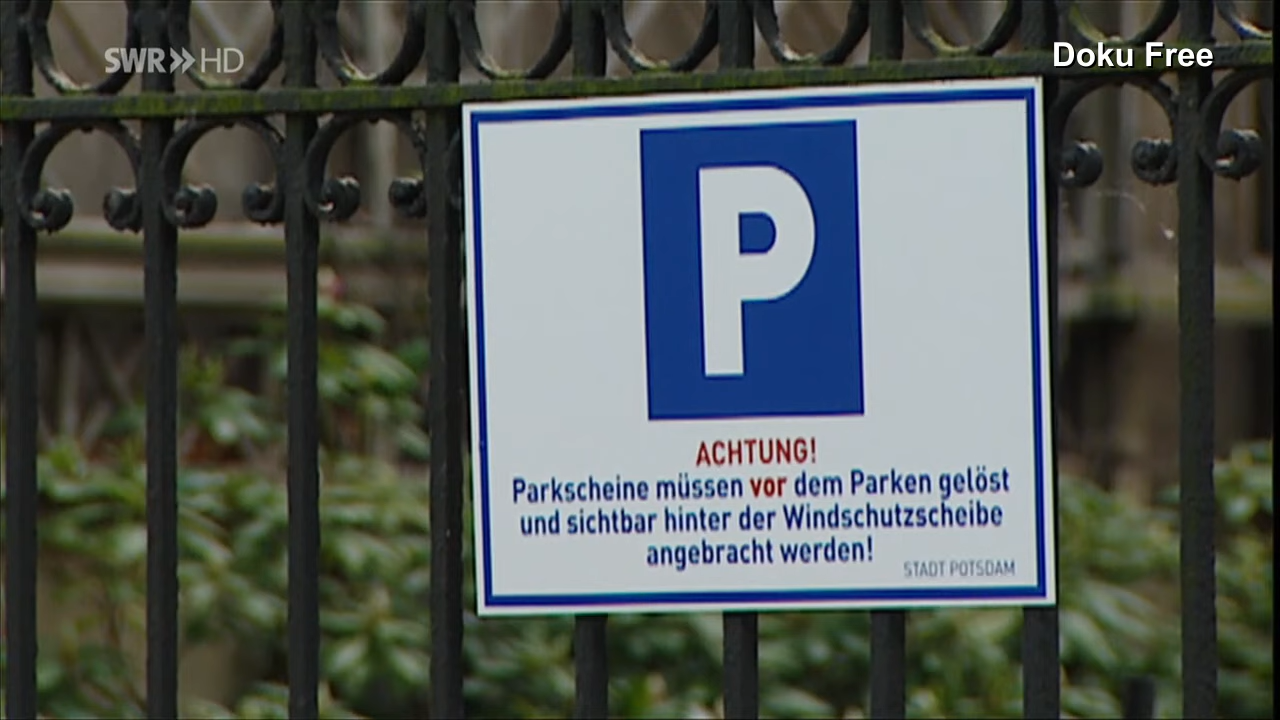 SWR>>HD
Doku Free
P
ACHTUNG!
Parkscheine müssen vor dem Parken gelöst
und sichtbar hinter der Windschutzscheibe
angebracht werden!
STADT POTSDAM